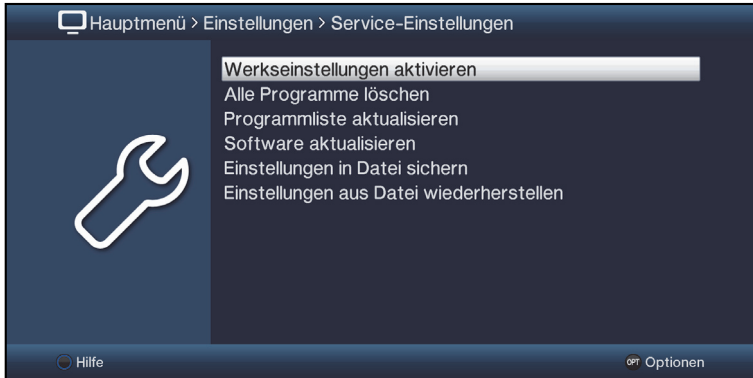 Hauptmenü > Einstellungen > Service-Einstellungen
Werkseinstellungen aktivieren
Alle Programme löschen
Programmliste aktualisieren
Software aktualisieren
Einstellungen in Datei sichern
Einstellungen aus Datei wiederherstellen
Hilfe OPT Optionen